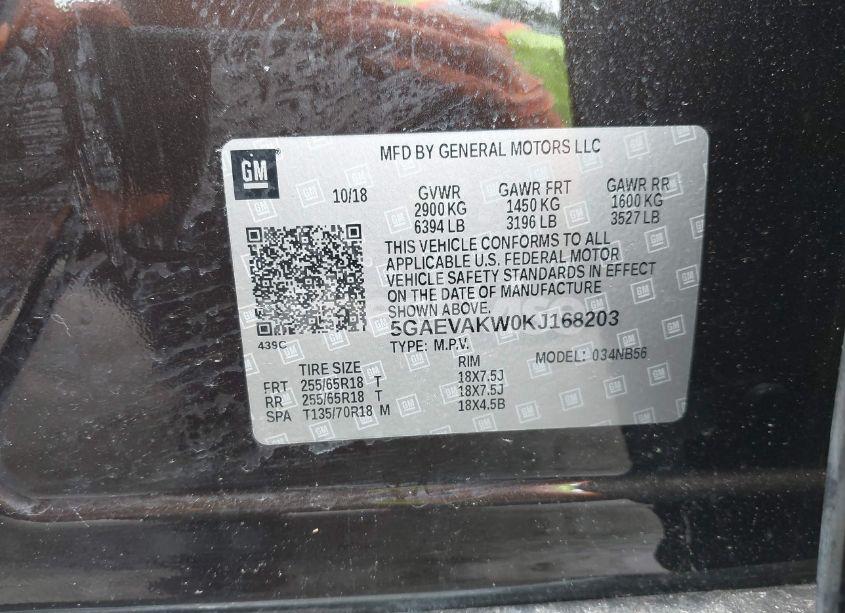 MFD BY GENERAL MOTORS LLC
GM
10/18 GVWR GAWR FRT GAWR RR
2900 KG 1450 KG 1600 KG
6394 LB 3196 LB 3527 LB
THIS VEHICLE CONFORMS TO ALL
APPLICABLE U.S. FEDERAL MOTOR
VEHICLE SAFETY STANDARDS IN EFFECT
ON THE DATE OF MANUFACTURE
SHOWN ABOVE.
5GAEVAKW0KJ168203
439C
TYPE: M.P.V. MODEL: 034NB56
TIRE SIZE RIM
FRT 255/65R18 T 18X7.5J
RR 255/65R18 T 18X7.5J
SPA T135/70R18 M 18X4.5B